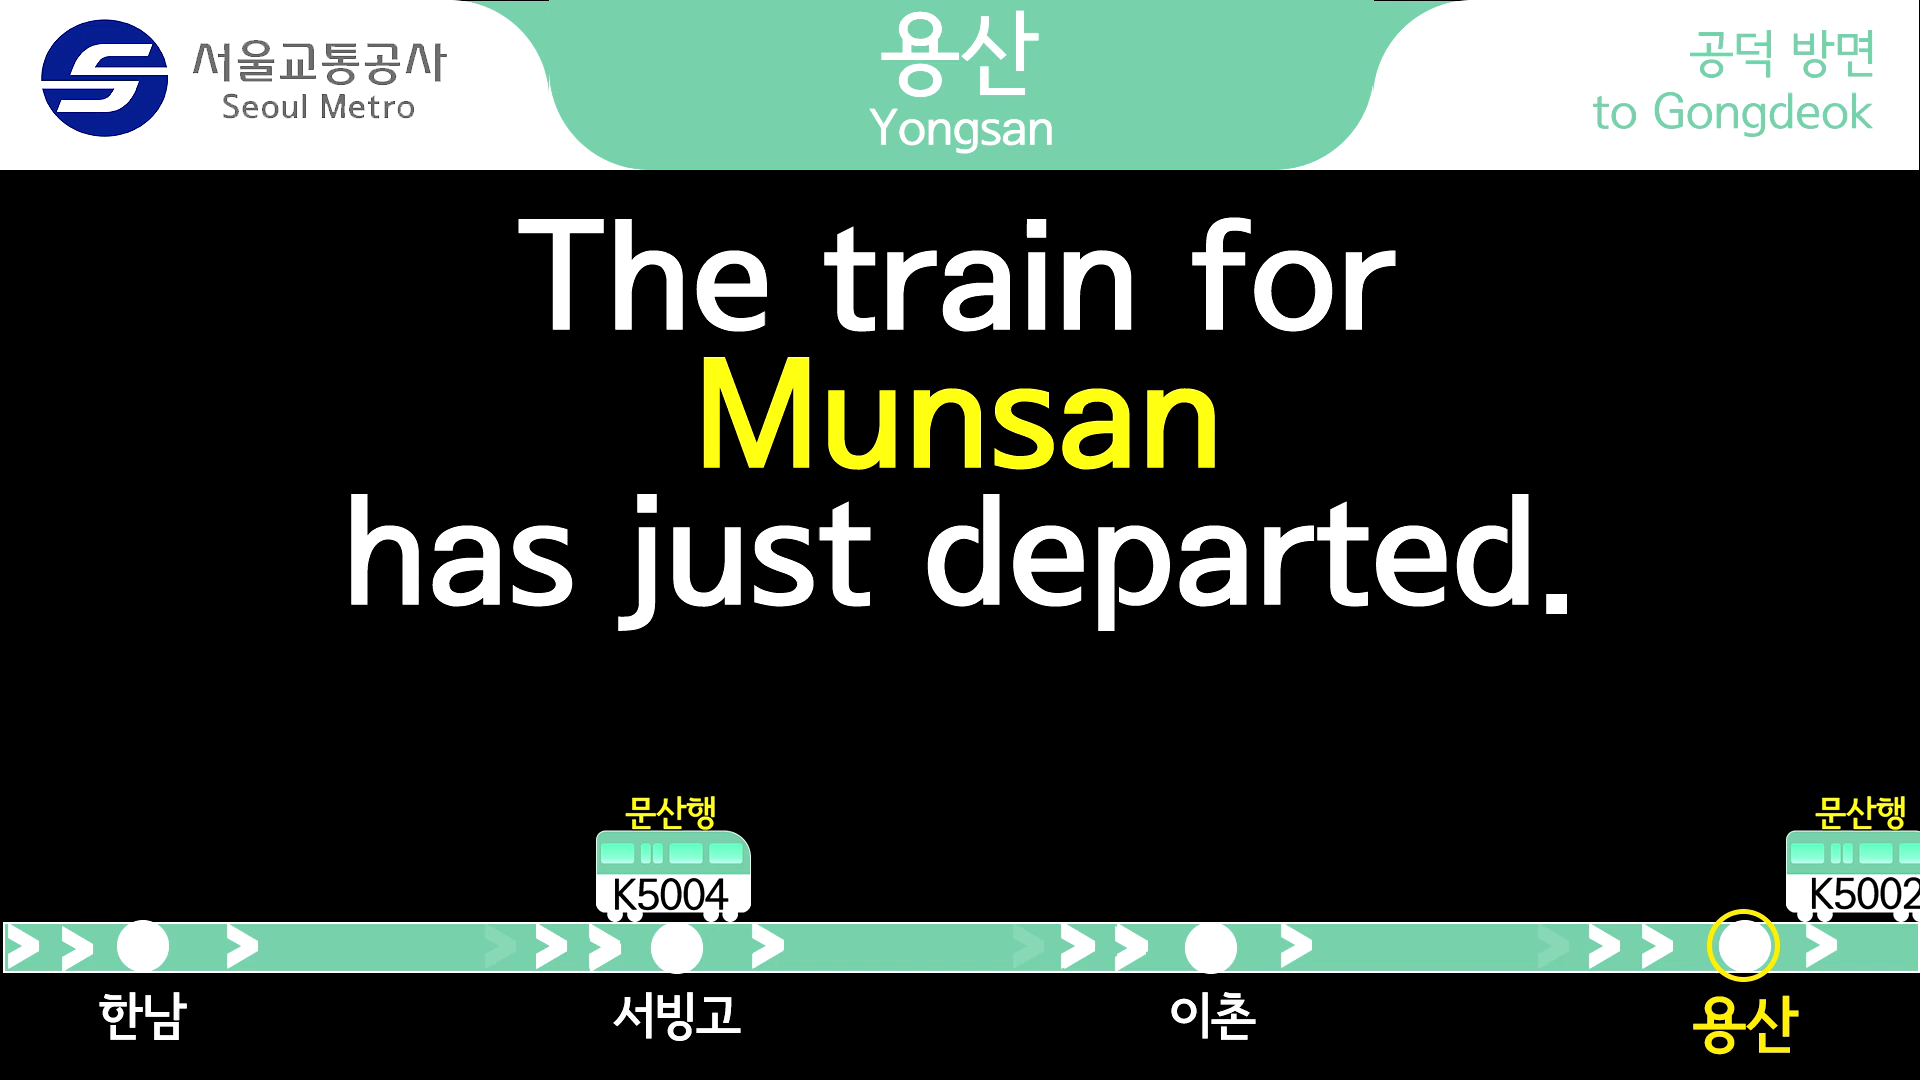 서울교통공사
Seoul Metro
용산
Yongsan
공덕 방면
to Gongdeok
The train for
Munsan
has just departed.
문산행
K5004
문산행
K5002
한남
서빙고
이촌
용산